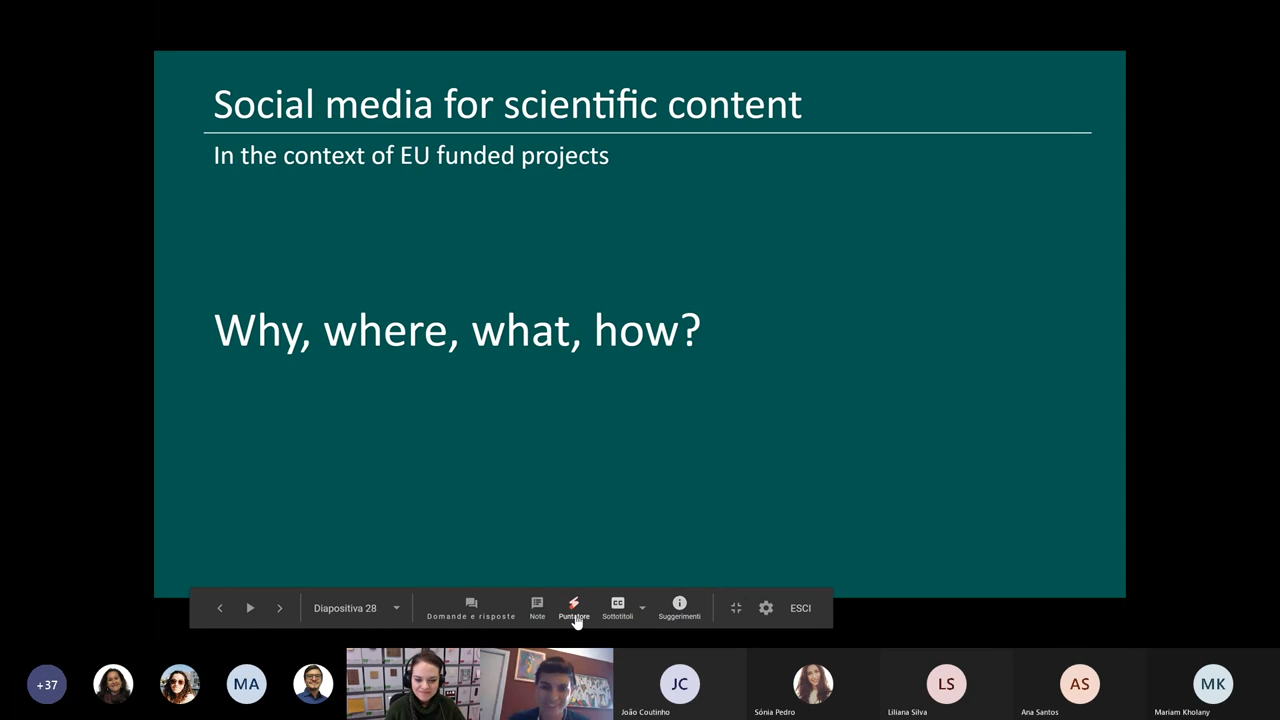 Social media for scientific content
In the context of EU funded projects
Why, where, what, how?
Diapositiva 28
Domande e risposte
Note
Puntatore
Sottotitoli
Suggerimenti
ESCI
+37
MA
JC
LS
AS
MK
João Coutinho
Sónia Pedro
Liliana Silva
Ana Santos
Mariam Kholany